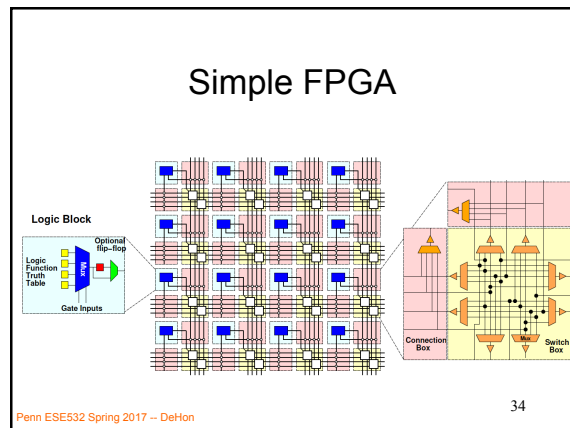 Simple FPGA
Logic Block
Optional
flip-flop
Logic
Function
Truth
Table
Mux
Gate Inputs
Connection
Box
Mux
Switch
Box
Penn ESE532 Spring 2017 -- DeHon
34